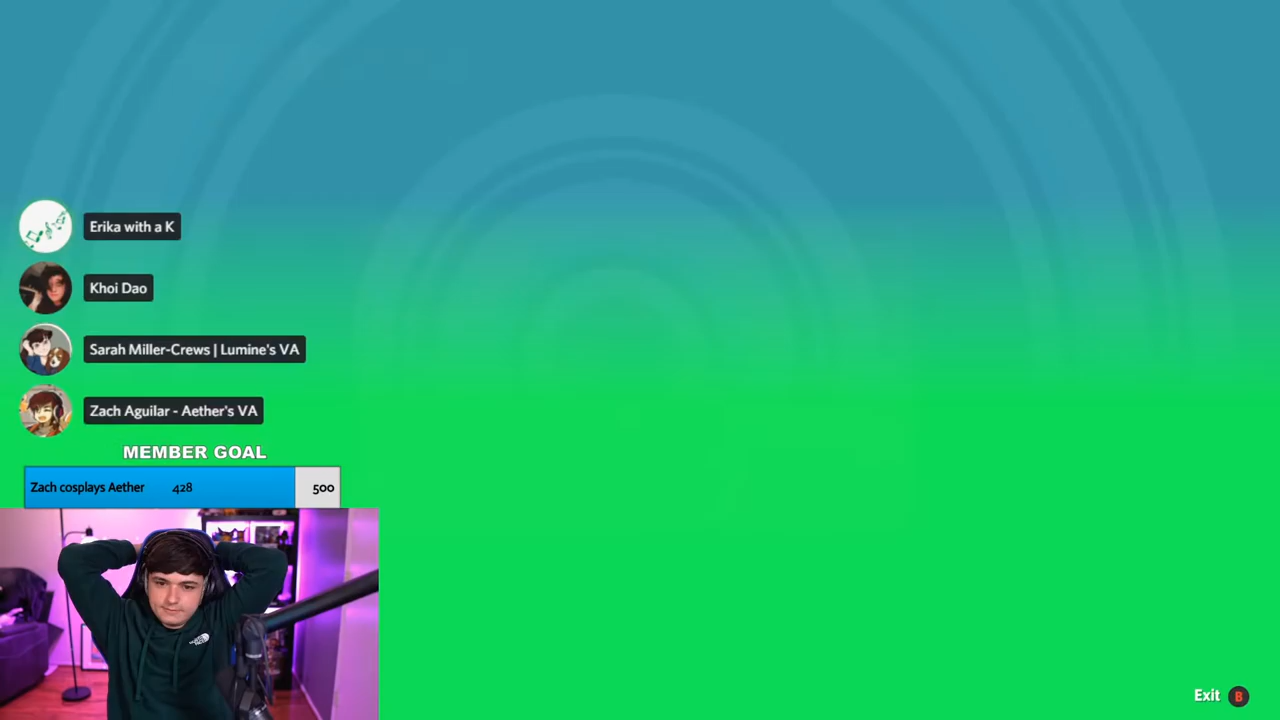 Erika with a K
Khoi Dao
Sarah Miller-Crews | Lumine's VA
Zach Aguilar - Aether's VA
MEMBER GOAL
Zach cosplays Aether 428 500
Exit B